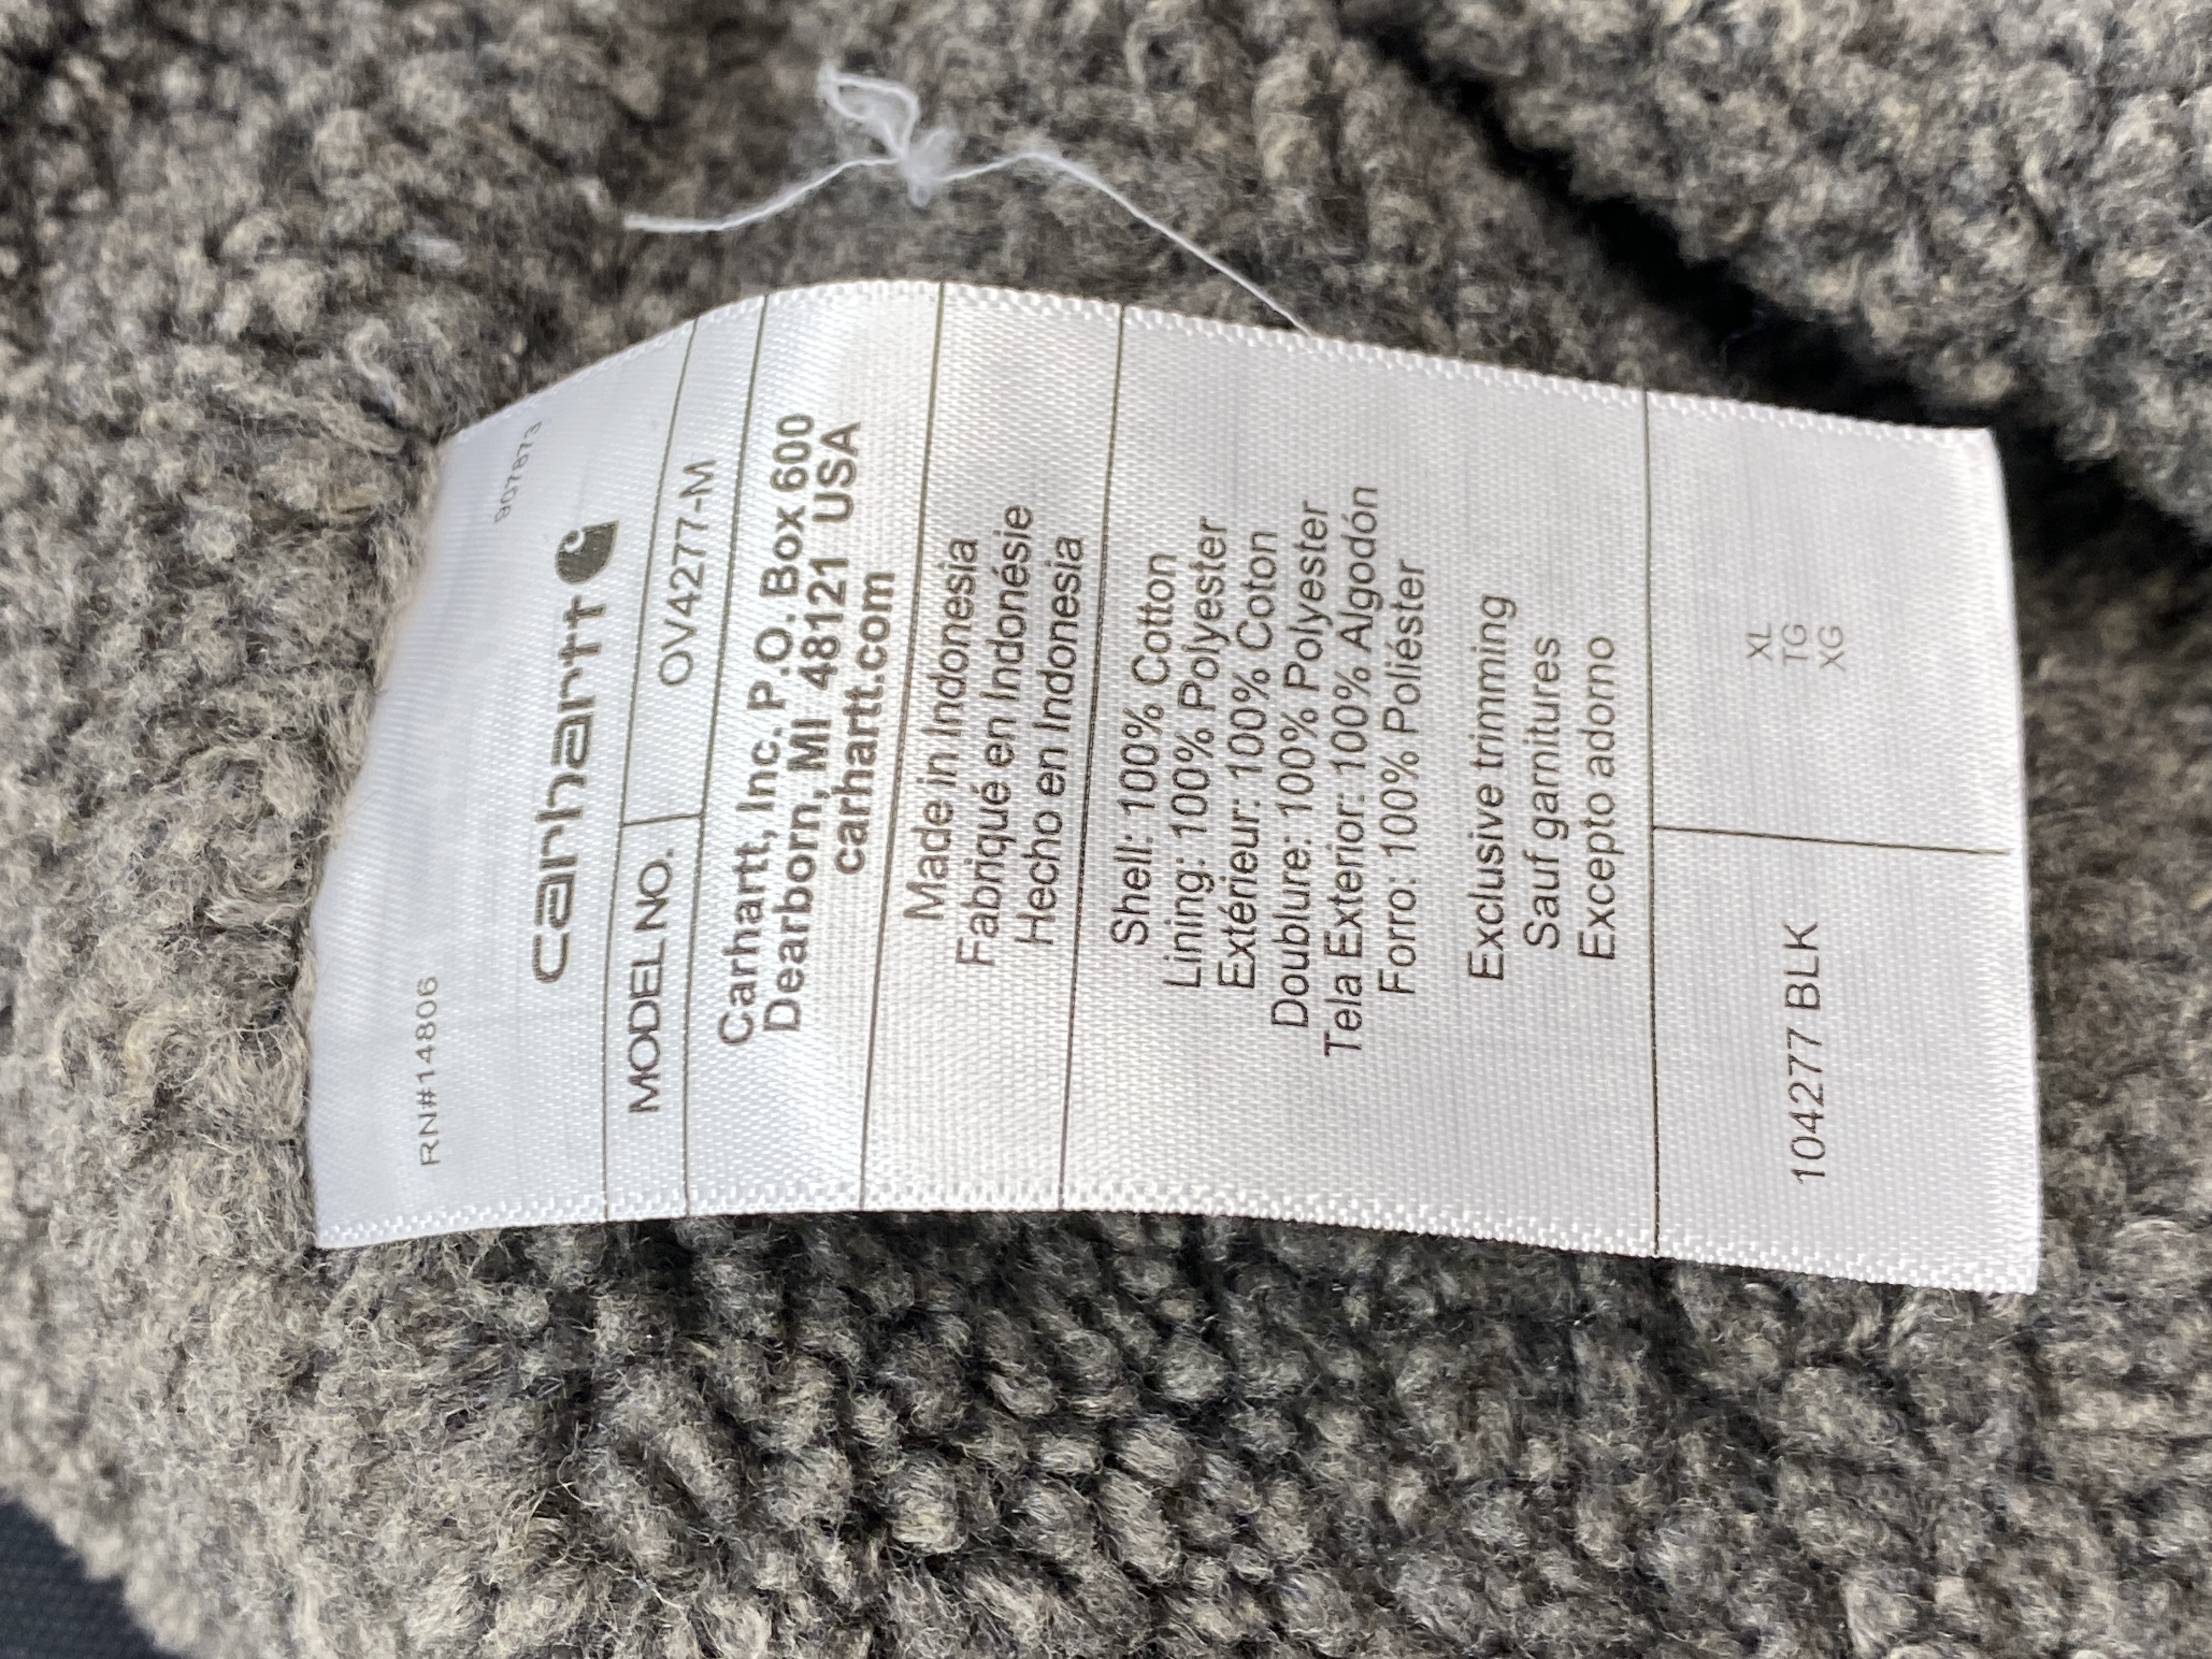 RN#14806 9078773
carhartt
MODEL NO. OV4277-M
Carhartt, Inc. P.O. Box 600
Dearborn, MI 48121 USA
carhartt.com
Made in Indonesia
Fabriqué en Indonésie
Hecho en Indonesia
Shell: 100% Cotton
Lining: 100% Polyester
Extérieur: 100% Coton
Doublure: 100% Polyester
Tela Exterior: 100% Algodón
Forro: 100% Poliéster
Exclusive trimming
Sauf garnitures
Excepto adorno
104277 BLK
XL
TG
XG